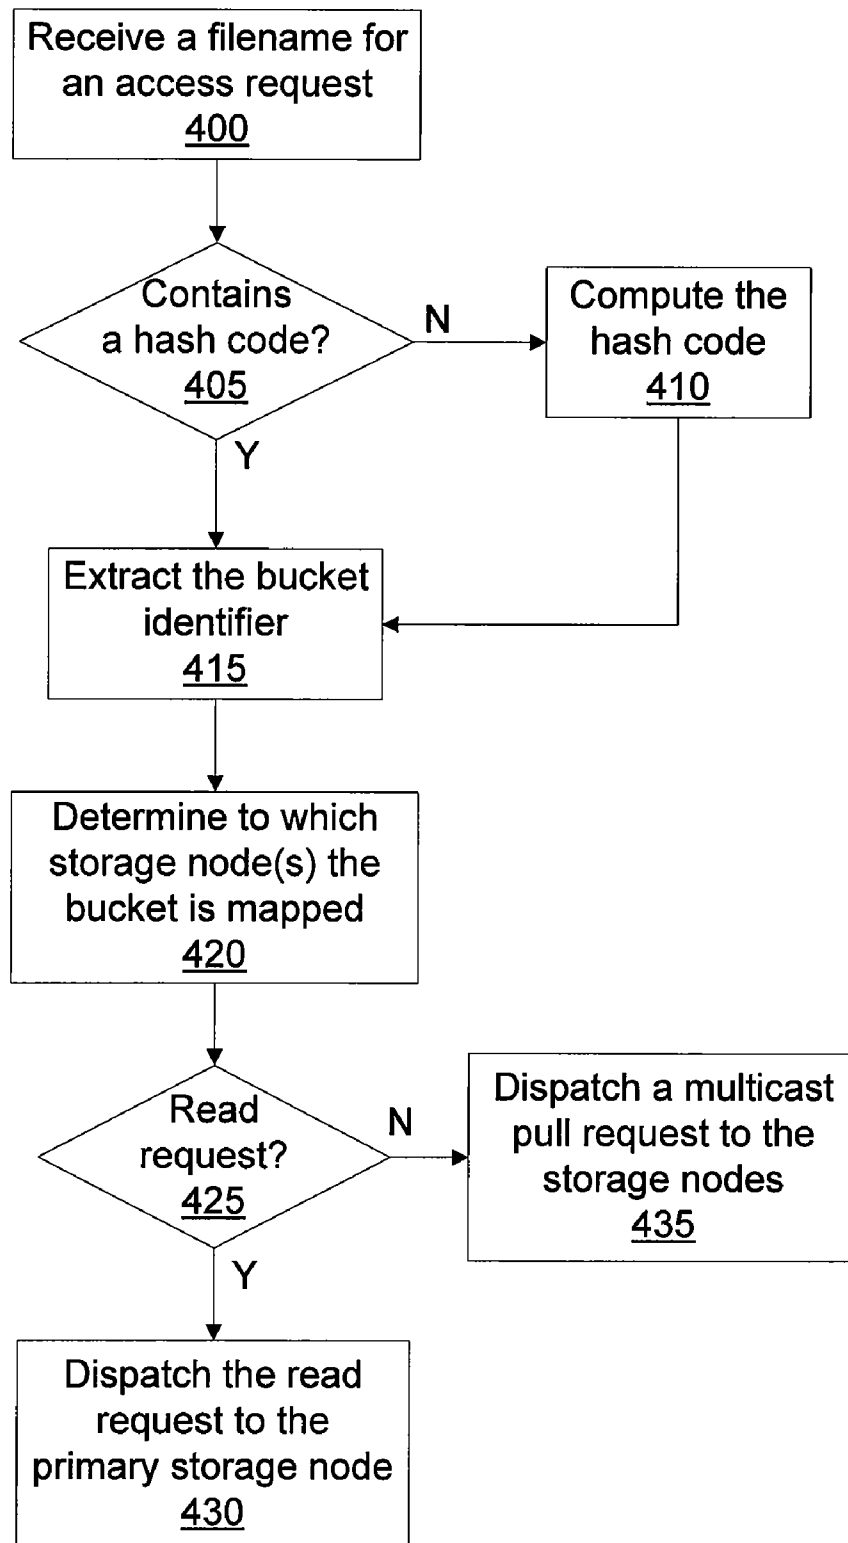 Receive a filename for
an access request
400
Contains
a hash code?
405
N
Compute the
hash code
410
Y
Extract the bucket
identifier
415
Determine to which
storage node(s) the
bucket is mapped
420
Read
request?
425
N
Dispatch a multicast
pull request to the
storage nodes
435
Y
Dispatch the read
request to the
primary storage node
430